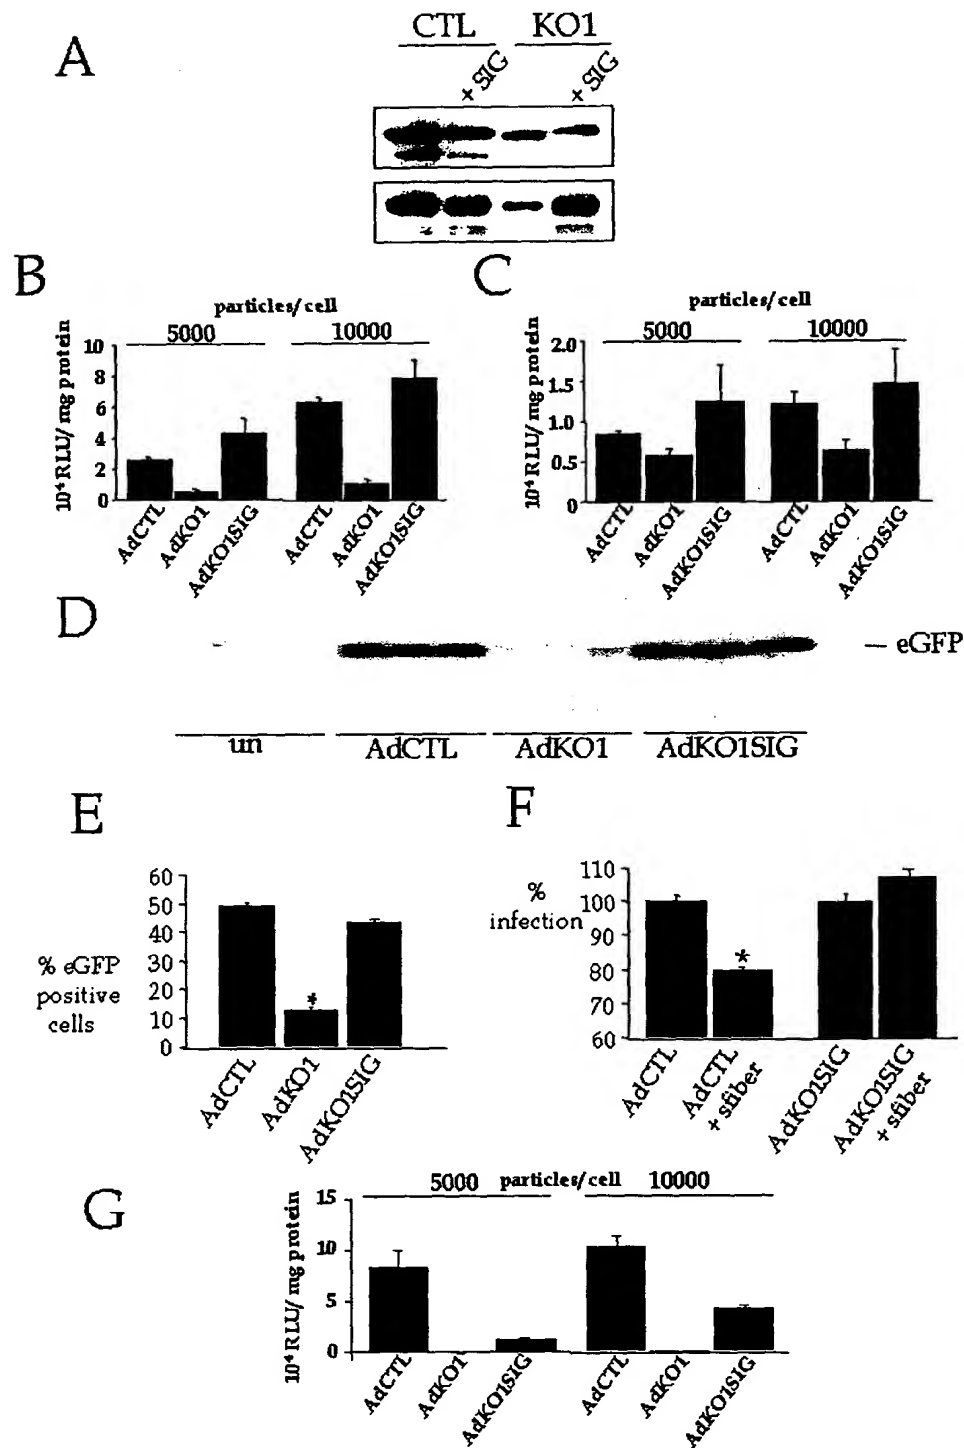 A
CTL KO1
+ SIG + SIG
B
particles/cell
5000 10000
10⁴ RLU/ mg protein
10
8
6
4
2
0
AdCTL AdKO1 AdKO1SIG AdCTL AdKO1 AdKO1SIG
C
particles/cell
5000 10000
10⁴ RLU/ mg protein
2.0
1.5
1.0
0.5
0
AdCTL AdKO1 AdKO1SIG AdCTL AdKO1 AdKO1SIG
D
eGFP
un AdCTL AdKO1 AdKO1SIG
E
% eGFP
positive
cells
60
50
40
30
20
10
0
*
AdCTL AdKO1 AdKO1SIG
F
%
infection
110
100
90
80
70
60
*
AdCTL
AdCTL
+ sfiber
AdKO1SIG
AdKO1SIG
+ sfiber
G
5000 particles/cell 10000
10⁴ RLU/ mg protein
15
10
5
0
AdCTL AdKO1 AdKO1SIG AdCTL AdKO1 AdKO1SIG